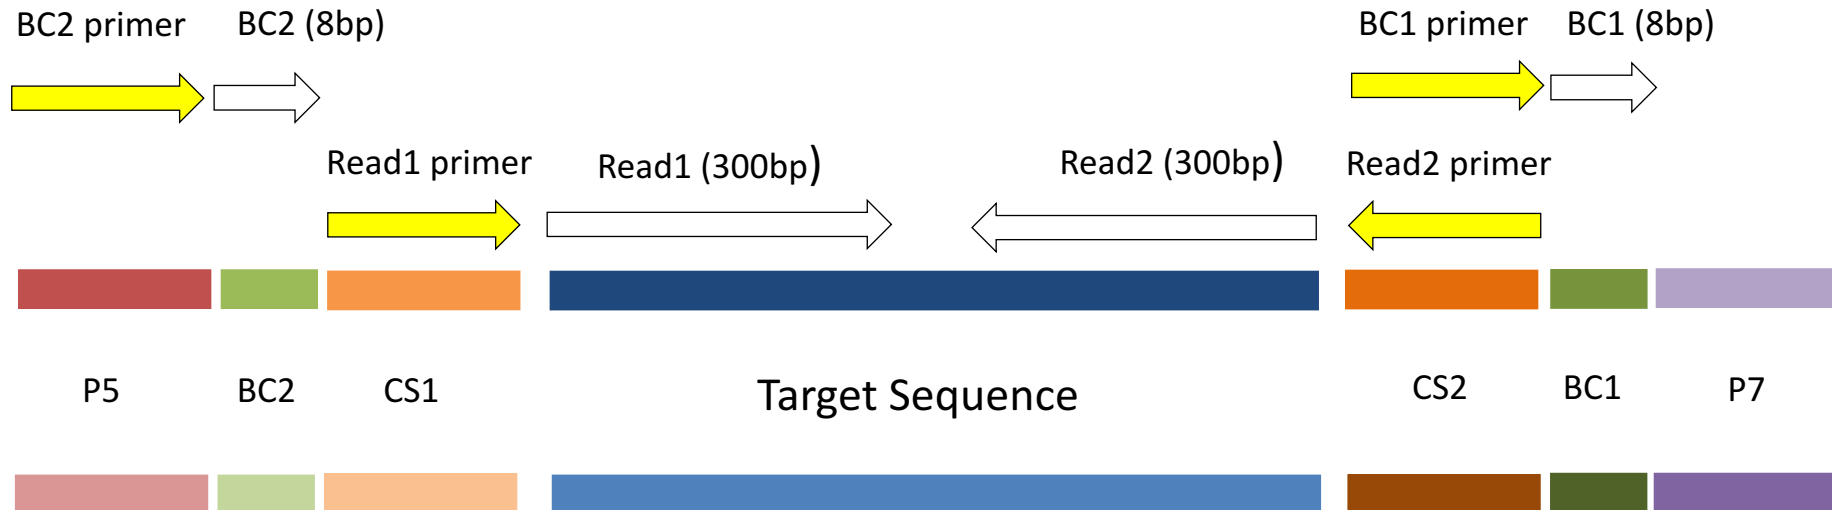 BC2 primer
BC2 (8bp)
BC1 primer
BC1 (8bp)
Read1 primer
Read1 (300bp)
Read2 (300bp)
Read2 primer
P5
BC2
CS1
Target Sequence
CS2
BC1
P7